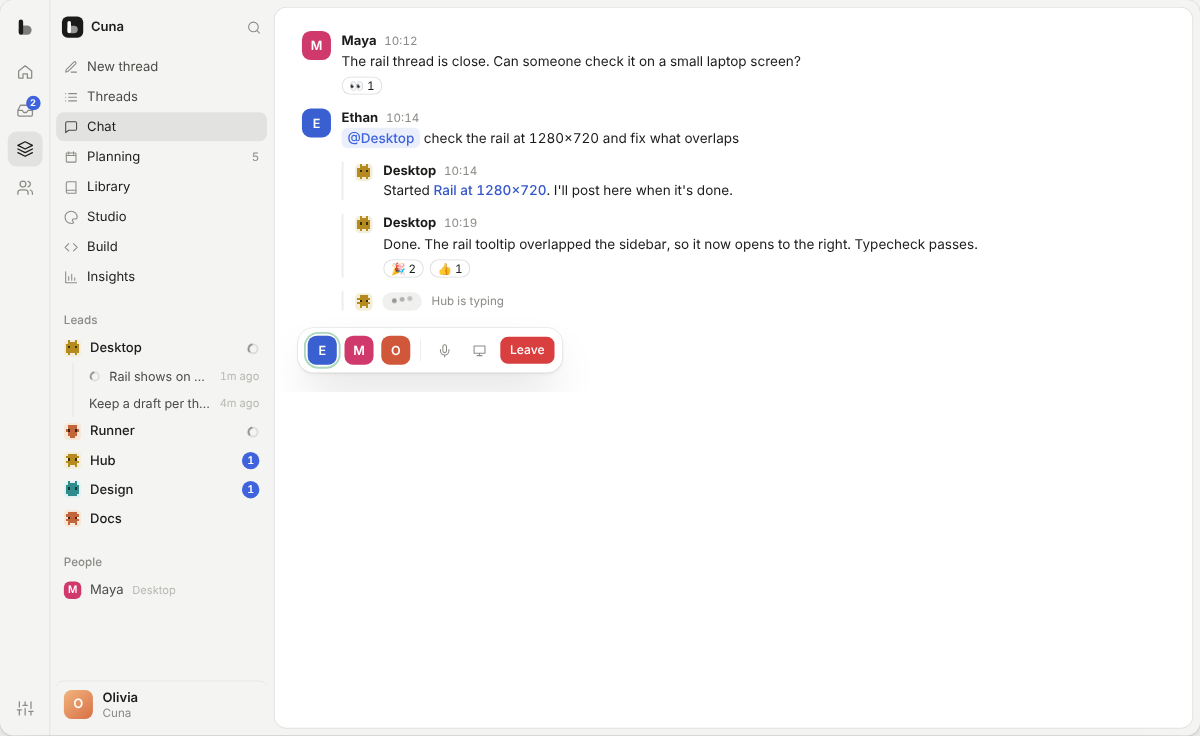 Cuna
2
New thread
Threads
Chat
Planning 5
Library
Studio
Build
Insights
Leads
Desktop
Rail shows on ... 1m ago
Keep a draft per th... 4m ago
Runner
Hub 1
Design 1
Docs
People
M Maya Desktop
O Olivia
Cuna
M Maya 10:12
The rail thread is close. Can someone check it on a small laptop screen?
👀 1
E Ethan 10:14
@Desktop check the rail at 1280×720 and fix what overlaps
Desktop 10:14
Started Rail at 1280×720. I'll post here when it's done.
Desktop 10:19
Done. The rail tooltip overlapped the sidebar, so it now opens to the right. Typecheck passes.
🎉 2 👍 1
Hub is typing
E M O Leave